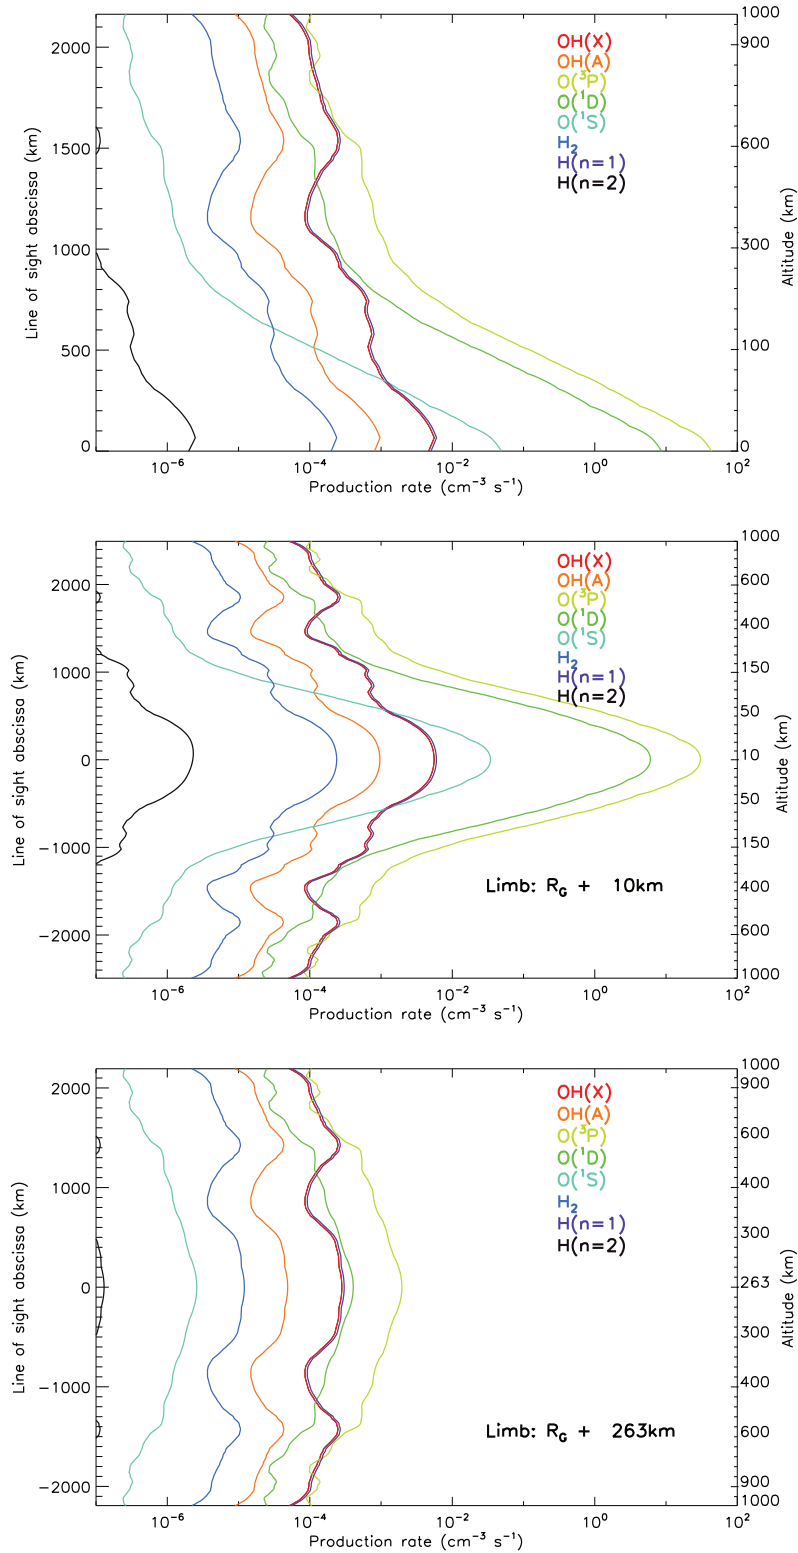 1000
2000
900
OH(X)
OH(A)
O(³P)
O(¹D)
O(¹S)
H₂
H(n=1)
H(n=2)
1500
600
1000
300
500
100
0
0
10⁻⁶
10⁻⁴
10⁻²
10⁰
10²
Production rate (cm⁻³ s⁻¹)
Line of sight abscissa (km)
Altitude (km)
1000
2000
600
OH(X)
OH(A)
O(³P)
O(¹D)
O(¹S)
H₂
H(n=1)
H(n=2)
400
1000
150
50
0
10
50
−1000
150
Limb: R_G + 10km
400
−2000
600
1000
10⁻⁶
10⁻⁴
10⁻²
10⁰
10²
Production rate (cm⁻³ s⁻¹)
Line of sight abscissa (km)
Altitude (km)
1000
2000
900
OH(X)
OH(A)
O(³P)
O(¹D)
O(¹S)
H₂
H(n=1)
H(n=2)
600
1000
400
300
0
263
300
−1000
400
Limb: R_G + 263km
600
−2000
900
1000
10⁻⁶
10⁻⁴
10⁻²
10⁰
10²
Production rate (cm⁻³ s⁻¹)
Line of sight abscissa (km)
Altitude (km)